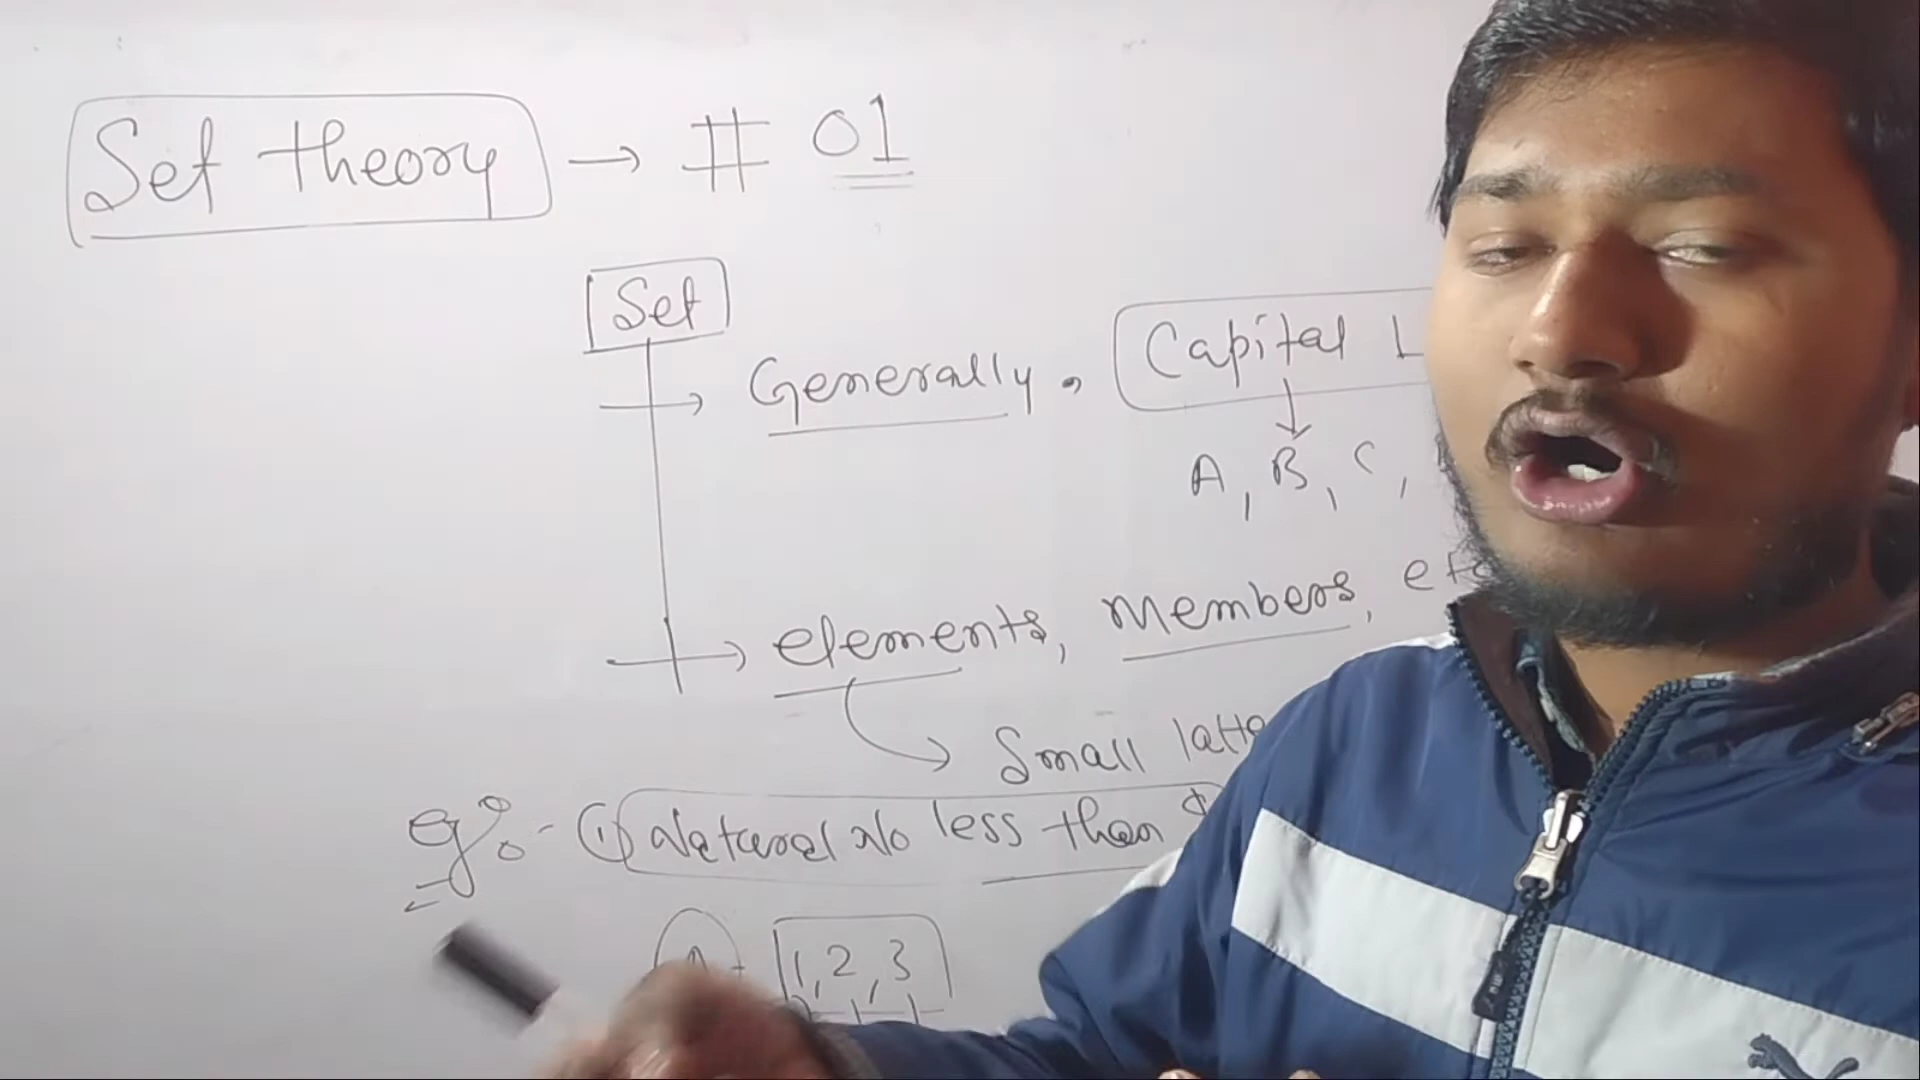 Set theory → # 01
Set
→ Generally, Capital L
A, B, C,
→ elements, Members, etc
Small latte
eg:- ① Natural No less than
1, 2, 3